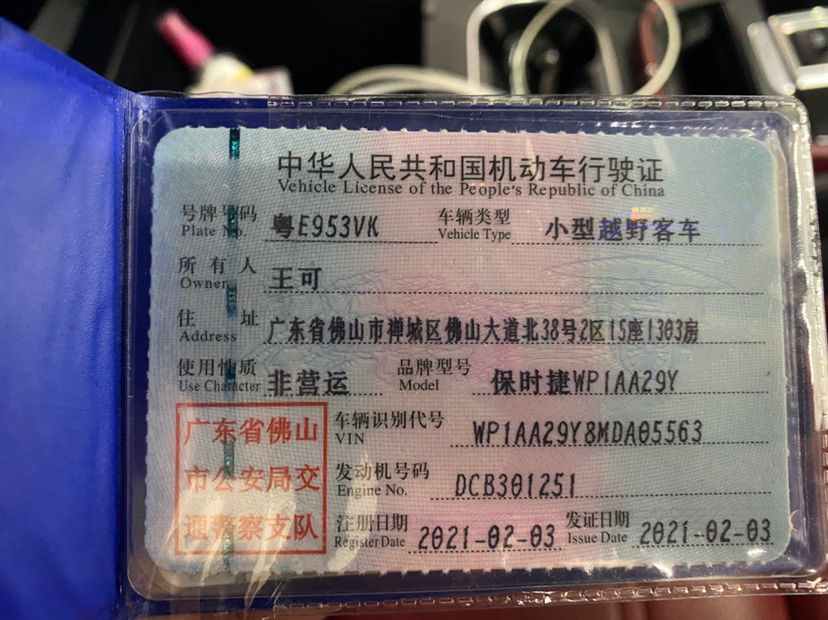 中华人民共和国机动车行驶证
Vehicle License of the People's Republic of China
号牌号码 粤E953VK 车辆类型 小型越野客车
Plate No. Vehicle Type
所有人 王可
Owner
住址 广东省佛山市禅城区佛山大道北38号2区15座1303房
Address
使用性质 非营运 品牌型号 保时捷WP1AA29Y
Use Character Model
车辆识别代号 WP1AA29Y8MDA05563
VIN
发动机号码 DCB301251
Engine No.
注册日期 2021-02-03 发证日期 2021-02-03
Register Date Issue Date
广东省佛山
市公安局交
通警察支队